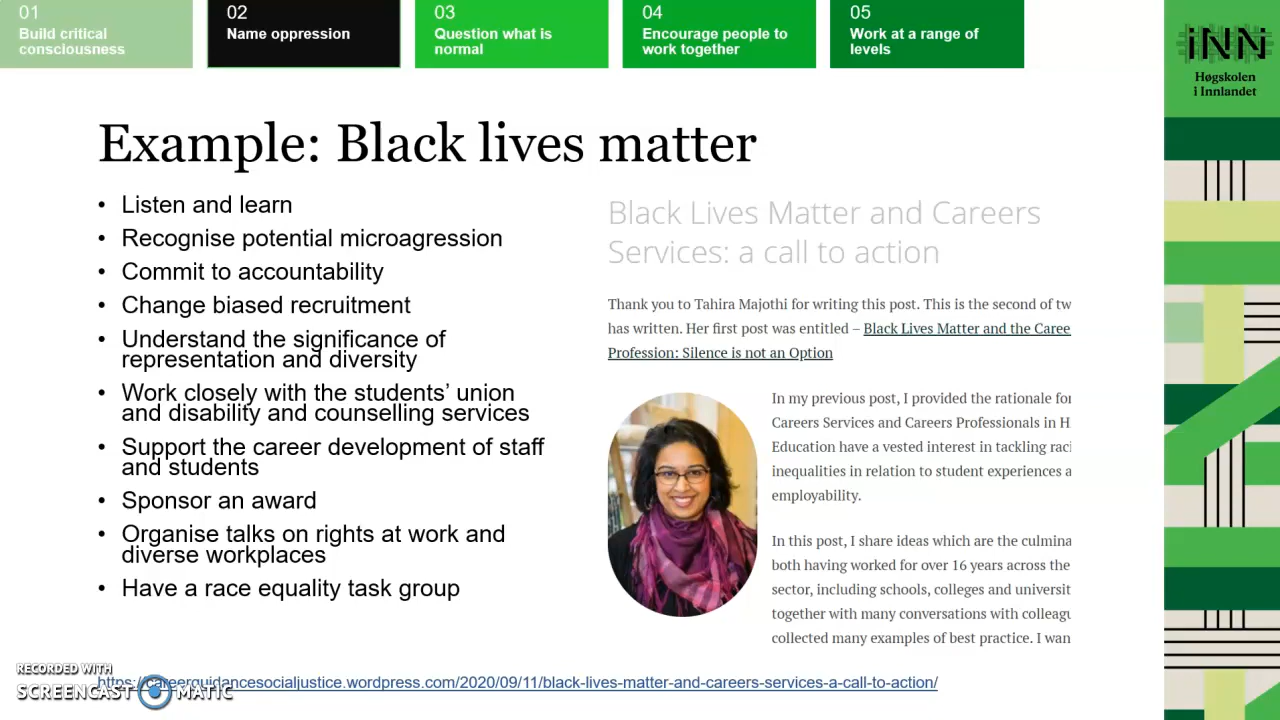 01
Build critical
consciousness
02
Name oppression
03
Question what is
normal
04
Encourage people to
work together
05
Work at a range of
levels
iNN
Høgskolen
i Innlandet
Example: Black lives matter
• Listen and learn
• Recognise potential microagression
• Commit to accountability
• Change biased recruitment
• Understand the significance of
representation and diversity
• Work closely with the students’ union
and disability and counselling services
• Support the career development of staff
and students
• Sponsor an award
• Organise talks on rights at work and
diverse workplaces
• Have a race equality task group
Black Lives Matter and Careers
Services: a call to action
Thank you to Tahira Majothi for writing this post. This is the second of tw
has written. Her first post was entitled – Black Lives Matter and the Caree
Profession: Silence is not an Option
In my previous post, I provided the rationale for
Careers Services and Careers Professionals in H
Education have a vested interest in tackling raci
inequalities in relation to student experiences a
employability.
In this post, I share ideas which are the culmina
both having worked for over 16 years across the
sector, including schools, colleges and universit
together with many conversations with colleagu
collected many examples of best practice. I wan
https://careerguidancesocialjustice.wordpress.com/2020/09/11/black-lives-matter-and-careers-services-a-call-to-action/
RECORDED WITH
SCREENCAST MATIC